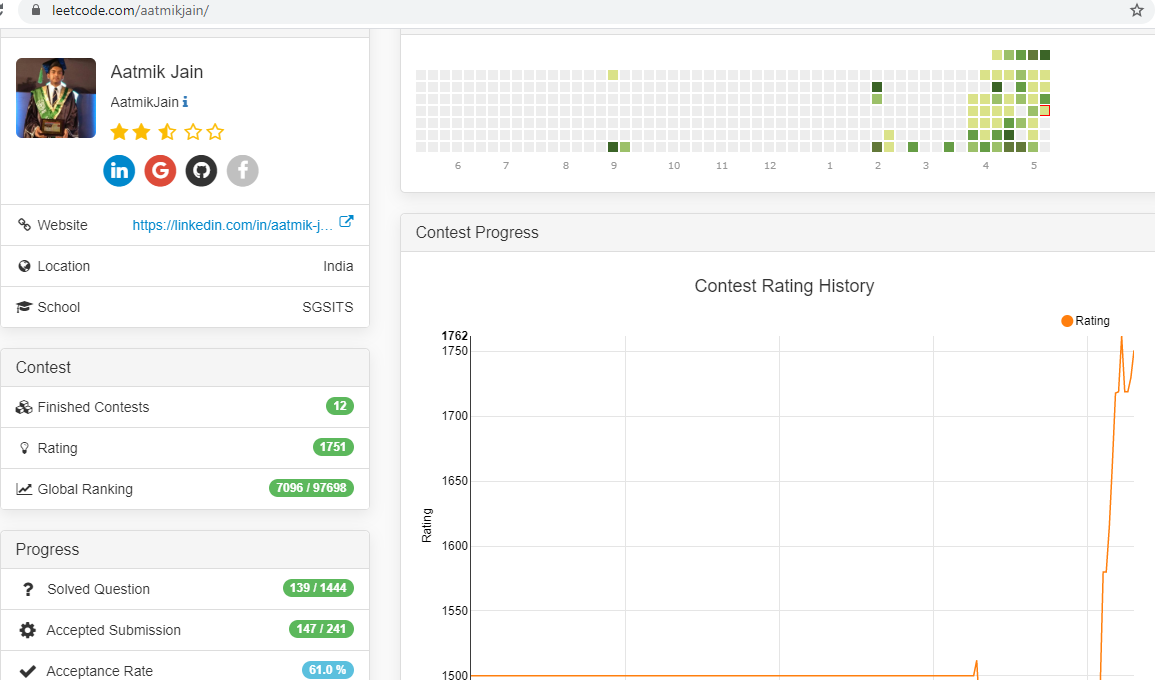 leetcode.com/aatmikjain/
Aatmik Jain
AatmikJain
in G f
Website https://linkedin.com/in/aatmik-j...
Location India
School SGSITS
Contest
Finished Contests 12
Rating 1751
Global Ranking 7096 / 97698
Progress
? Solved Question 139 / 1444
Accepted Submission 147 / 241
Acceptance Rate 61.0 %
6 7 8 9 10 11 12 1 2 3 4 5
Contest Progress
Contest Rating History
Rating
1762
1750
1700
1650
1600
1550
1500
Rating